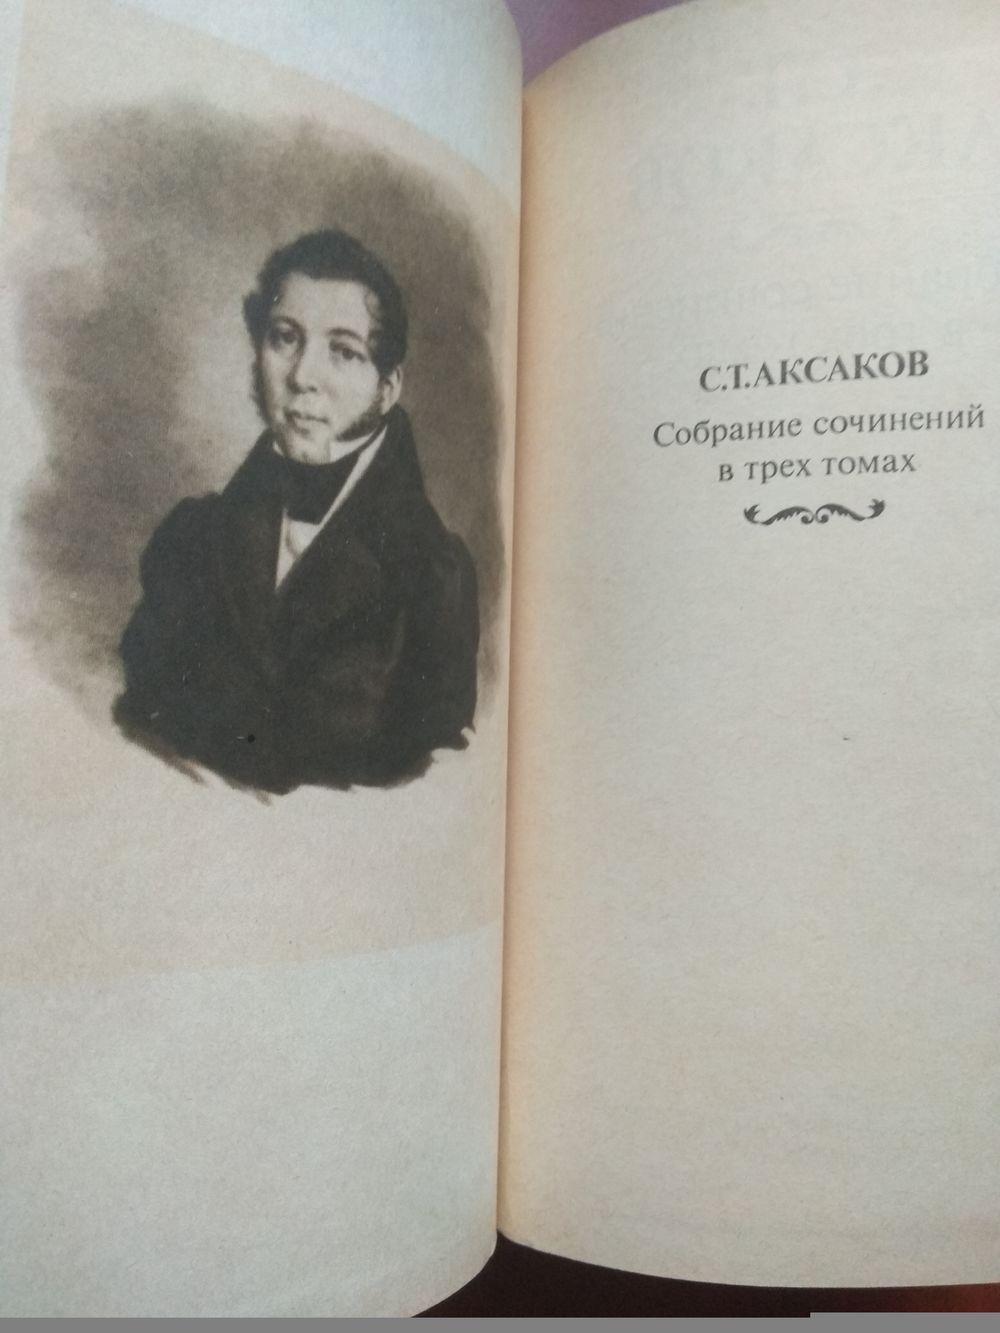 С.Т.АКСАКОВ
Собрание сочинений
в трех томах